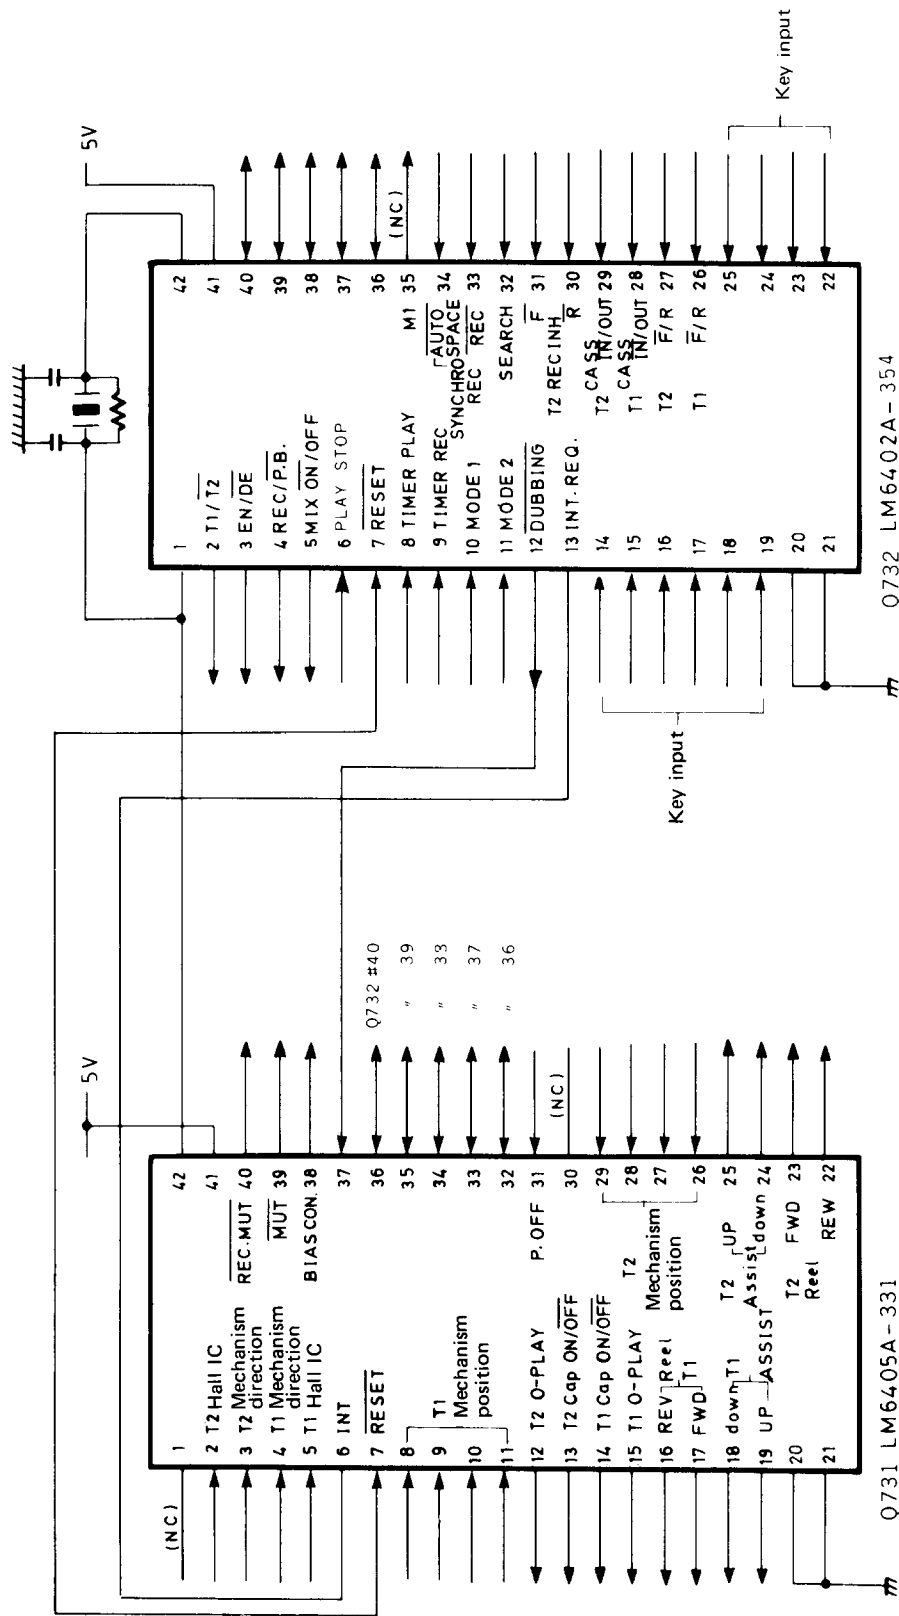 5V
(NC)
1
42
2 T2 Hall IC
41
3 T2 Mechanism direction
REC.MUT 40
4 T1 Mechanism direction
MUT 39
5 T1 Hall IC
BIAS CON. 38
6 INT
37
7 RESET
36
Q732 #40
8
35
〃 39
9
34
〃 33
10
33
〃 37
11
32
〃 36
T1 Mechanism position
12 T2 O-PLAY
P.OFF 31
13 T2 Cap ON/OFF
30
(NC)
14 T1 Cap ON/OFF
29
15 T1 O-PLAY
28
16 REV Reel
27
17 FWD T1
26
T2 Mechanism position
18 down T1
T2 UP 25
19 UP ASSIST
Assist down 24
20
FWD 23
T2 Reel
21
REW 22
Q731 LM6405A-331
5V
1
42
2 T1/T2
41
3 EN/DE
40
4 REC/P.B.
39
5 MIX ON/OFF
38
6 PLAY STOP
37
7 RESET
36
(NC)
8 TIMER PLAY
M1 35
9 TIMER REC
AUTO SPACE 34
SYNCHRO REC
10 MODE 1
REC 33
11 MODE 2
SEARCH 32
12 DUBBING
F 31
T2 REC INH
13 INT-REQ.
R 30
14
T2 CASS IN/OUT 29
15
T1 CASS IN/OUT 28
16
T2 F/R 27
17
T1 F/R 26
18
25
19
24
20
23
21
22
Key input
Key input
Q732 LM6402A-354